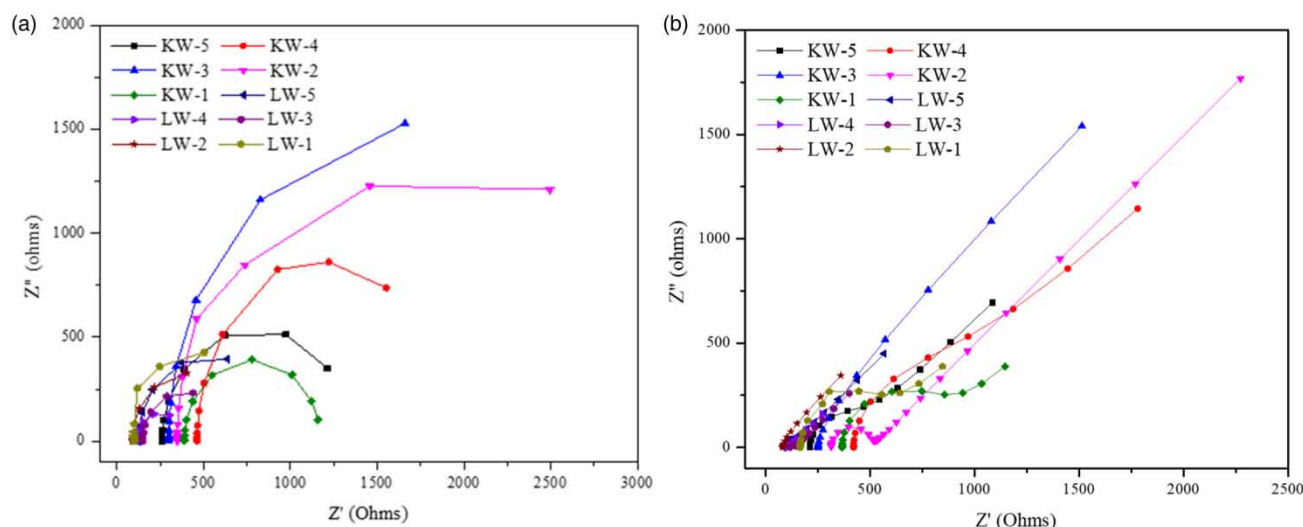 (a)
2000
1500
1000
500
0
Z" (ohms)
KW-5 KW-4
KW-3 KW-2
KW-1 LW-5
LW-4 LW-3
LW-2 LW-1
0 500 1000 1500 2000 2500 3000
Z' (Ohms)
(b)
2000
1500
1000
500
0
Z" (ohms)
KW-5 KW-4
KW-3 KW-2
KW-1 LW-5
LW-4 LW-3
LW-2 LW-1
0 500 1000 1500 2000 2500
Z' (Ohms)